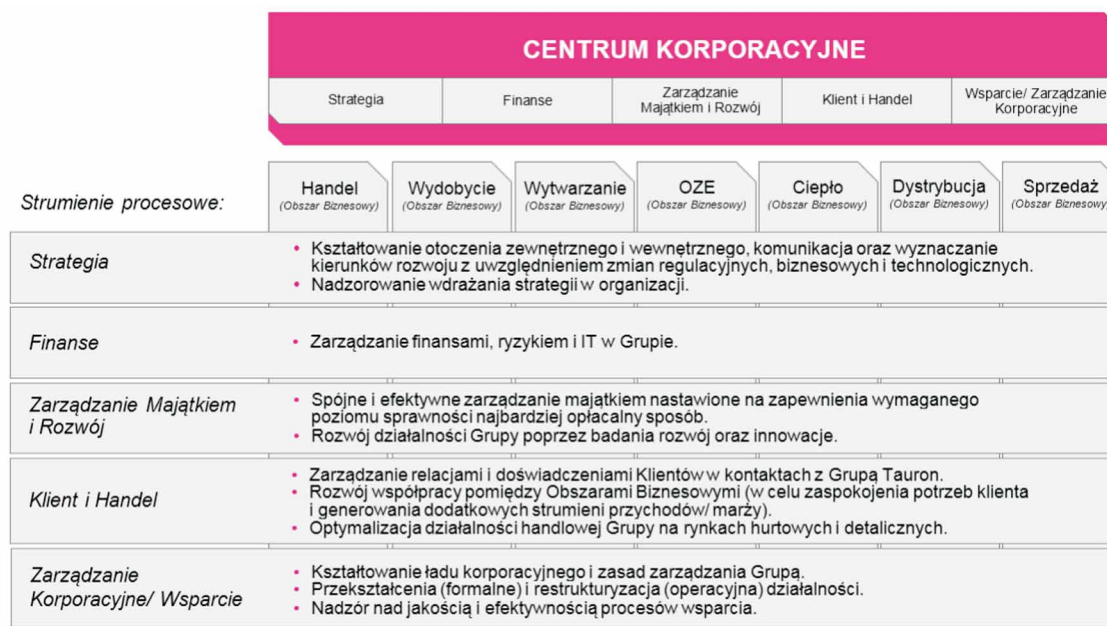 CENTRUM KORPORACYJNE
Strategia
Finanse
Zarządzanie
Majątkiem i Rozwój
Klient i Handel
Wsparcie/ Zarządzanie
Korporacyjne
Strumienie procesowe:
Handel
(Obszar Biznesowy)
Wydobycie
(Obszar Biznesowy)
Wytwarzanie
(Obszar Biznesowy)
OZE
(Obszar Biznesowy)
Ciepło
(Obszar Biznesowy)
Dystrybucja
(Obszar Biznesowy)
Sprzedaż
(Obszar Biznesowy)
Strategia
• Kształtowanie otoczenia zewnętrznego i wewnętrznego, komunikacja oraz wyznaczanie
kierunków rozwoju z uwzględnieniem zmian regulacyjnych, biznesowych i technologicznych.
• Nadzorowanie wdrażania strategii w organizacji.
Finanse
• Zarządzanie finansami, ryzykiem i IT w Grupie.
Zarządzanie Majątkiem
i Rozwój
• Spójne i efektywne zarządzanie majątkiem nastawione na zapewnienia wymaganego
poziomu sprawności najbardziej opłacalny sposób.
• Rozwój działalności Grupy poprzez badania rozwój oraz innowacje.
Klient i Handel
• Zarządzanie relacjami i doświadczeniami Klientów w kontaktach z Grupą Tauron.
• Rozwój współpracy pomiędzy Obszarami Biznesowymi (w celu zaspokojenia potrzeb klienta
i generowania dodatkowych strumieni przychodów/ marży).
• Optymalizacja działalności handlowej Grupy na rynkach hurtowych i detalicznych.
Zarządzanie
Korporacyjne/ Wsparcie
• Kształtowanie ładu korporacyjnego i zasad zarządzania Grupą.
• Przekształcenia (formalne) i restrukturyzacja (operacyjna) działalności.
• Nadzór nad jakością i efektywnością procesów wsparcia.